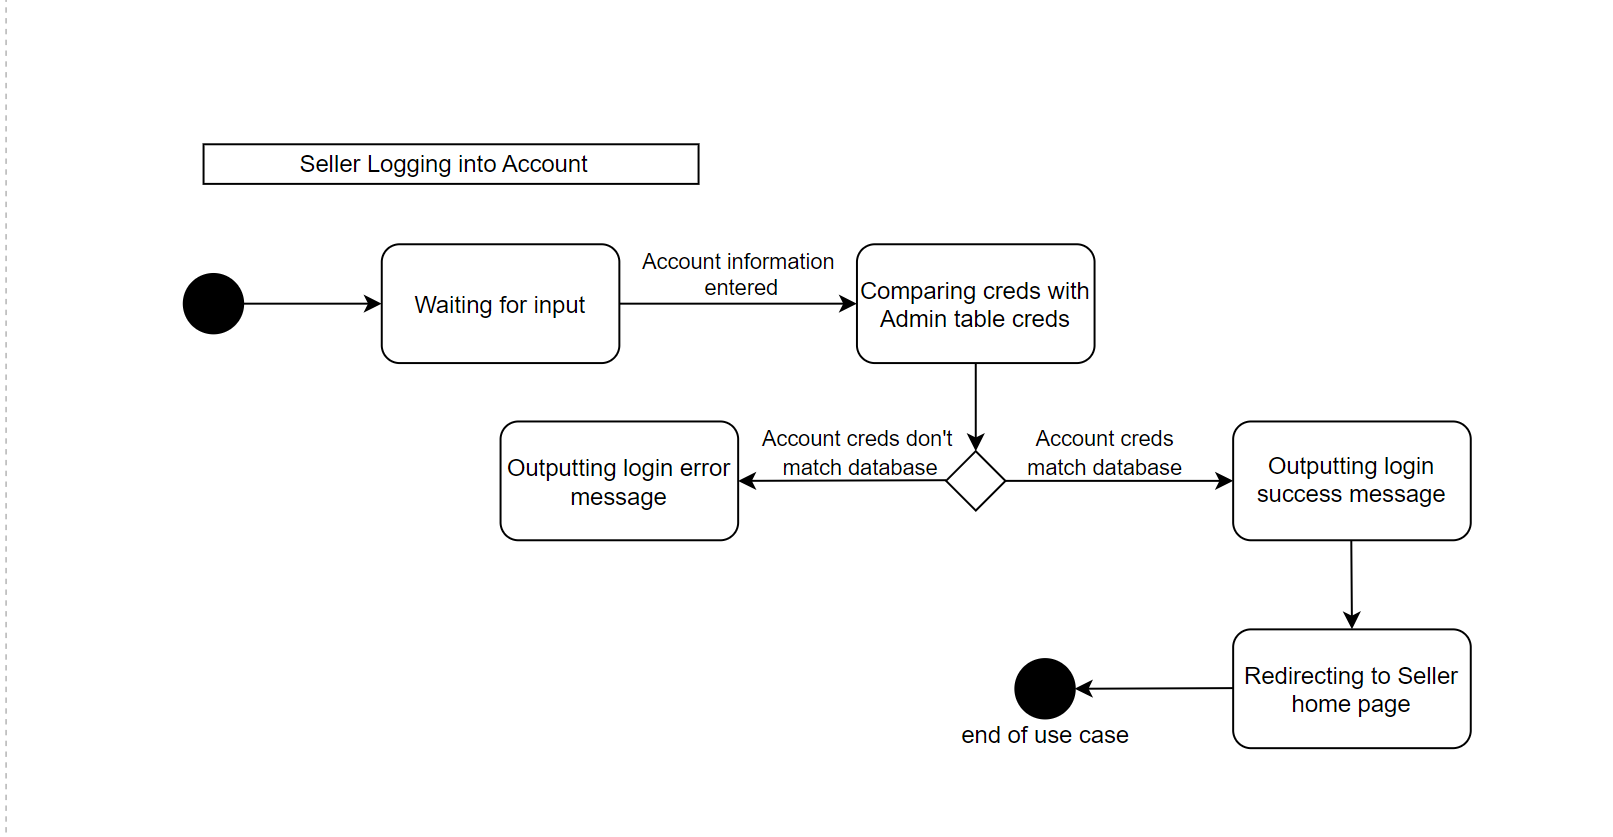 Seller Logging into Account
Account information
entered
Waiting for input
Comparing creds with
Admin table creds
Account creds don't
match database
Account creds
match database
Outputting login error
message
Outputting login
success message
Redirecting to Seller
home page
end of use case